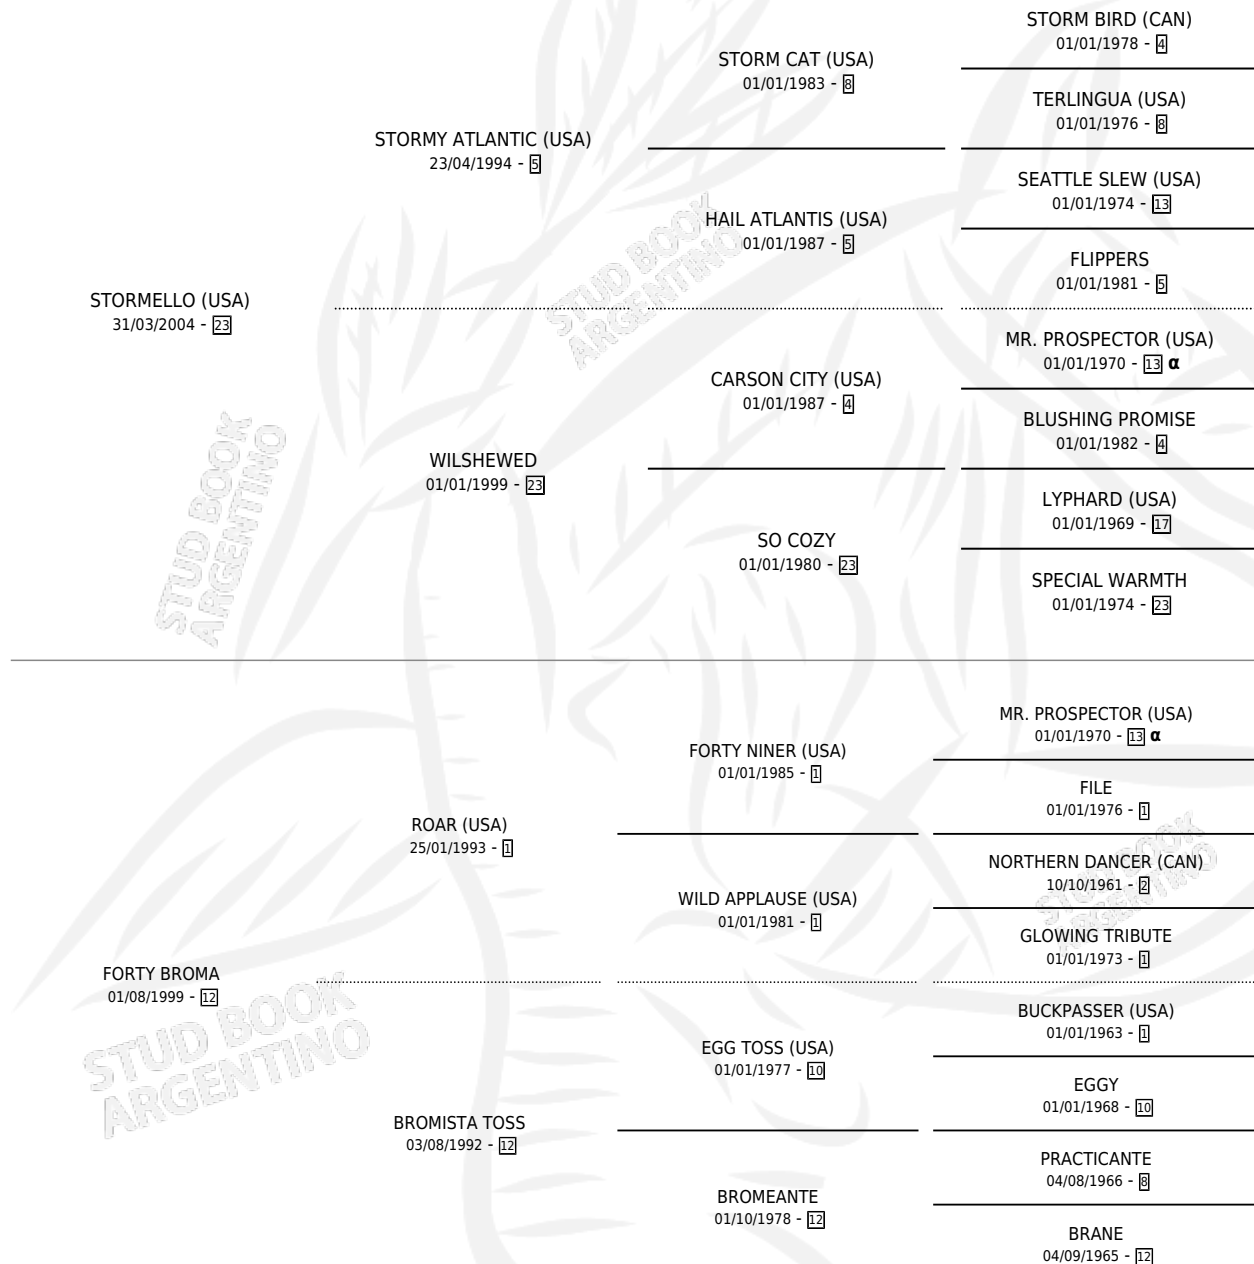 STORM BIRD (CAN)
01/01/1978 - 4
STORM CAT (USA)
01/01/1983 - 8
TERLINGUA (USA)
01/01/1976 - 8
STORMY ATLANTIC (USA)
23/04/1994 - 5
SEATTLE SLEW (USA)
01/01/1974 - 13
HAIL ATLANTIS (USA)
01/01/1987 - 5
FLIPPERS
01/01/1981 - 5
STORMELLO (USA)
31/03/2004 - 23
MR. PROSPECTOR (USA)
01/01/1970 - 13 α
CARSON CITY (USA)
01/01/1987 - 4
BLUSHING PROMISE
01/01/1982 - 4
WILSHEWED
01/01/1999 - 23
LYPHARD (USA)
01/01/1969 - 17
SO COZY
01/01/1980 - 23
SPECIAL WARMTH
01/01/1974 - 23
MR. PROSPECTOR (USA)
01/01/1970 - 13 α
FORTY NINER (USA)
01/01/1985 - 1
FILE
01/01/1976 - 1
ROAR (USA)
25/01/1993 - 1
NORTHERN DANCER (CAN)
10/10/1961 - 2
WILD APPLAUSE (USA)
01/01/1981 - 1
GLOWING TRIBUTE
01/01/1973 - 1
FORTY BROMA
01/08/1999 - 12
BUCKPASSER (USA)
01/01/1963 - 1
EGG TOSS (USA)
01/01/1977 - 10
EGGY
01/01/1968 - 10
BROMISTA TOSS
03/08/1992 - 12
PRACTICANTE
04/08/1966 - 8
BROMEANTE
01/10/1978 - 12
BRANE
04/09/1965 - 12
STUD BOOK
ARGENTINO
STUD BOOK
ARGENTINO
STUD BOOK
ARGENTINO
STUD BOOK
ARGENTINO